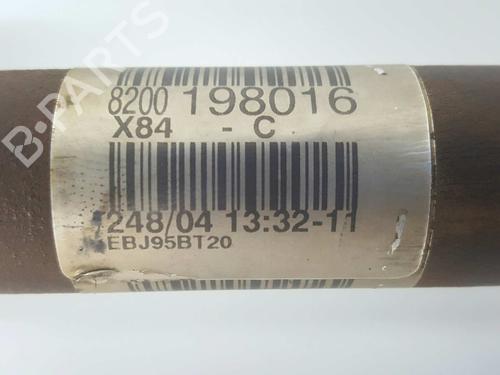 B-PARTS
8200 198016
X84 - C
248/04 13:32-11
EBJ95BT20